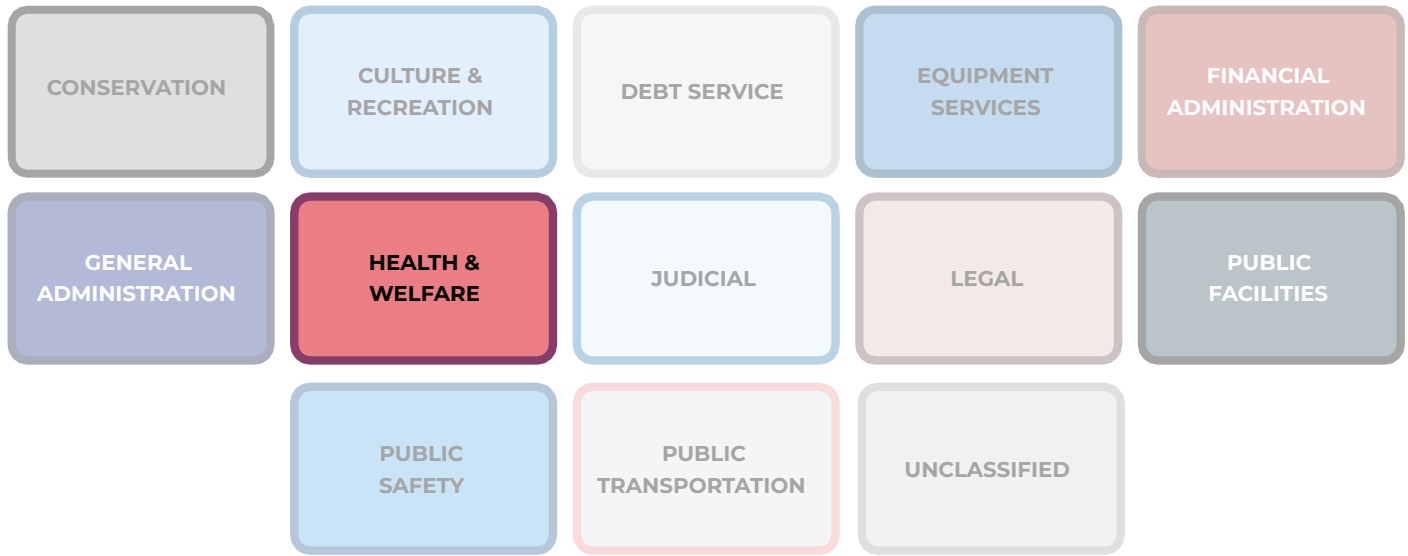 CONSERVATION
CULTURE &
RECREATION
DEBT SERVICE
EQUIPMENT
SERVICES
FINANCIAL
ADMINISTRATION
GENERAL
ADMINISTRATION
HEALTH &
WELFARE
JUDICIAL
LEGAL
PUBLIC
FACILITIES
PUBLIC
SAFETY
PUBLIC
TRANSPORTATION
UNCLASSIFIED